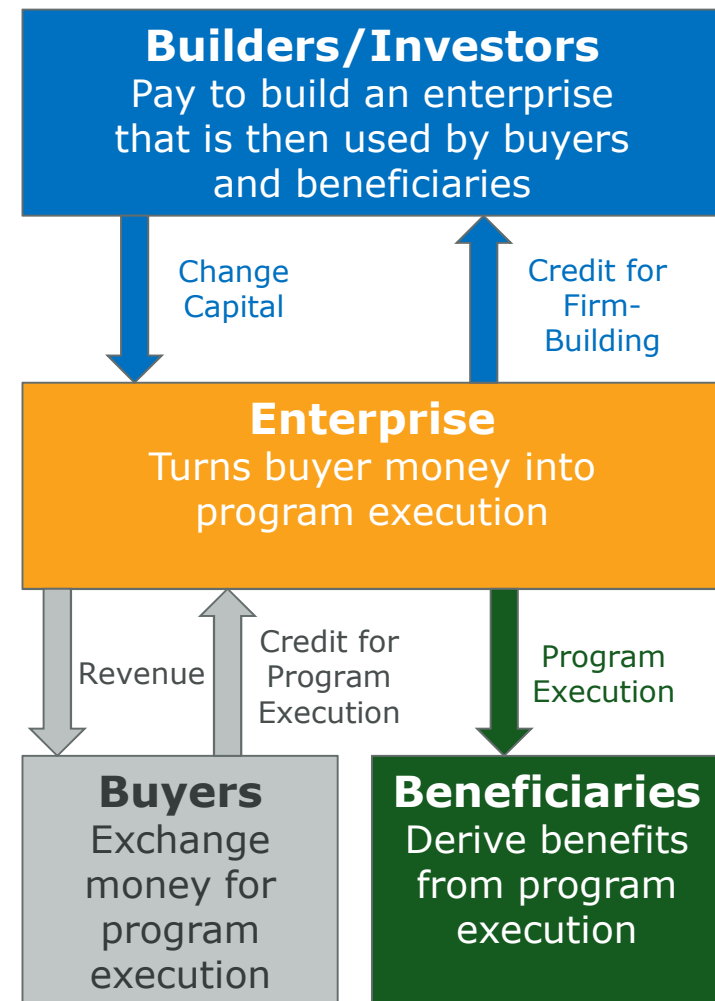 Builders/Investors
Pay to build an enterprise
that is then used by buyers
and beneficiaries
Change
Capital
Credit for
Firm-
Building
Enterprise
Turns buyer money into
program execution
Revenue
Credit for
Program
Execution
Program
Execution
Buyers
Exchange
money for
program
execution
Beneficiaries
Derive benefits
from program
execution